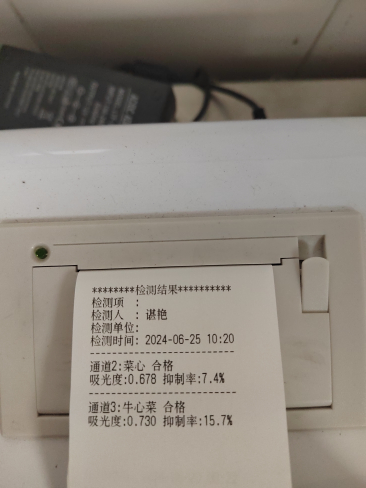 ********检测结果**********
检测项　:
检测人　: 谌艳
检测单位:
检测时间: 2024-06-25 10:20
--------------------------
通道2:菜心 合格
吸光度:0.678 抑制率:7.4%
--------------------------
通道3:牛心菜 合格
吸光度:0.730 抑制率:15.7%